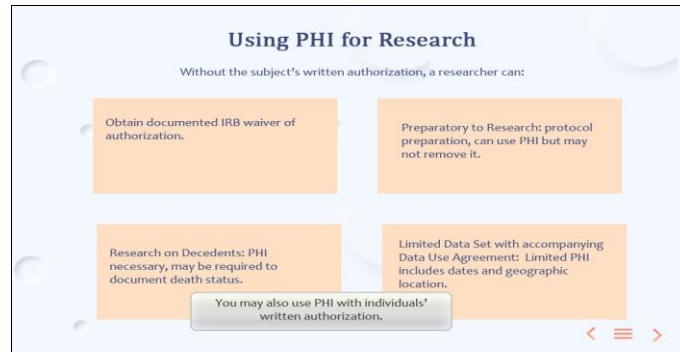 Using PHI for Research
Without the subject's written authorization, a researcher can:
Obtain documented IRB waiver of
authorization.
Preparatory to Research: protocol
preparation, can use PHI but may
not remove it.
Research on Decedents: PHI
necessary, may be required to
document death status.
Limited Data Set with accompanying
Data Use Agreement: Limited PHI
includes dates and geographic
location.
You may also use PHI with individuals'
written authorization.